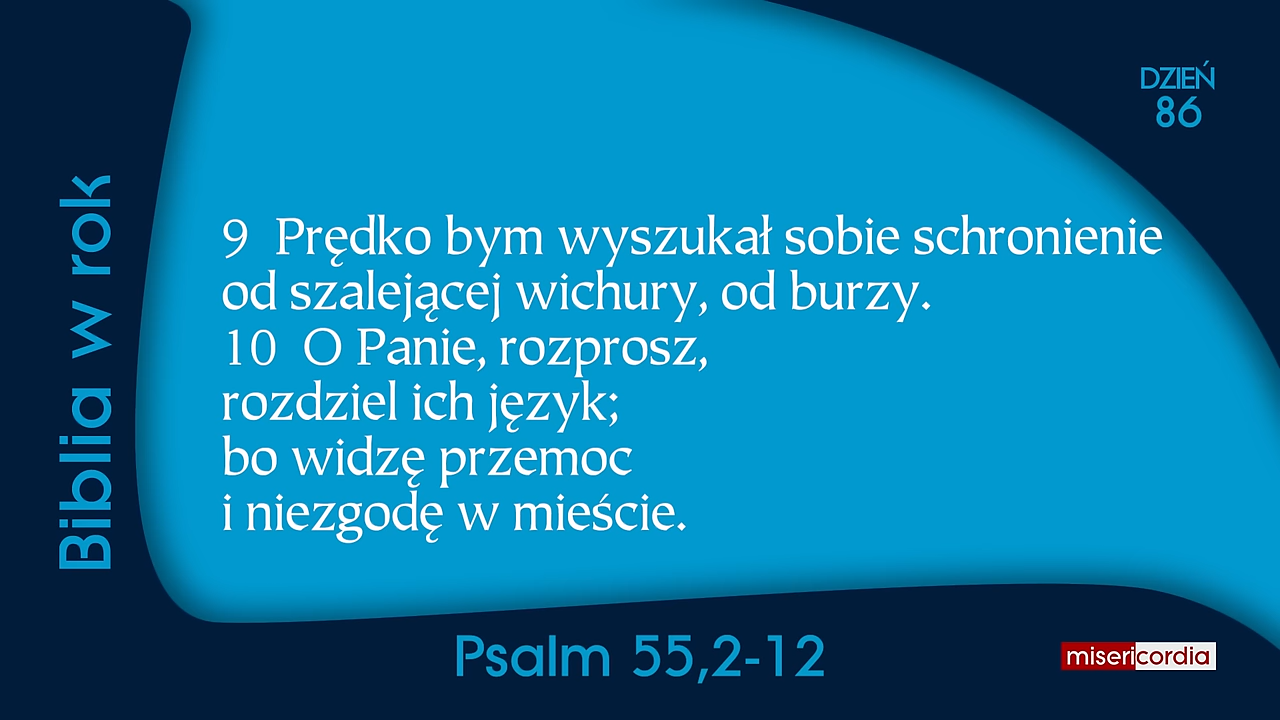 DZIEŃ
86
Biblia w rok
9 Prędko bym wyszukał sobie schronienie
od szalejącej wichury, od burzy.
10 O Panie, rozprosz,
rozdziel ich język;
bo widzę przemoc
i niezgodę w mieście.
Psalm 55,2-12
misericordia